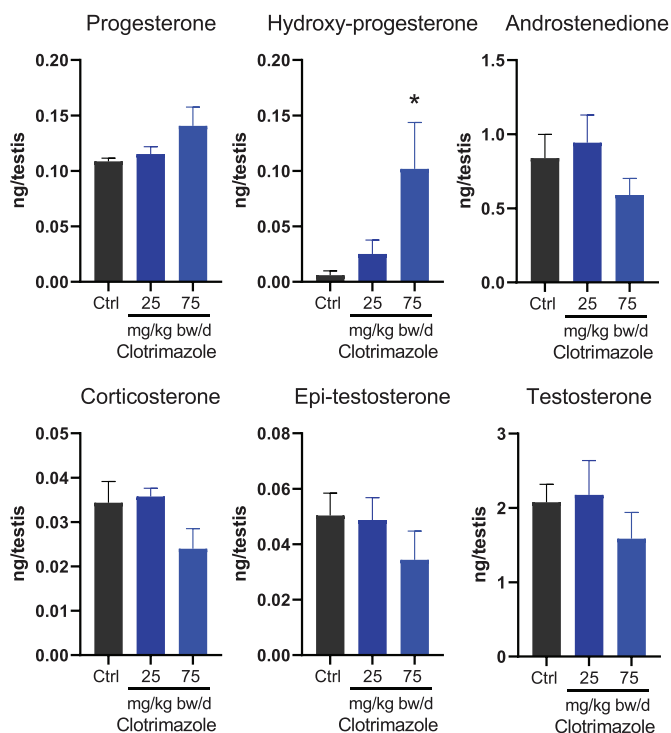 Progesterone
ng/testis
0.20
0.15
0.10
0.05
0.00
Ctrl 25 75
mg/kg bw/d
Clotrimazole
Hydroxy-progesterone
ng/testis
0.20
0.15
0.10
0.05
0.00
*
Ctrl 25 75
mg/kg bw/d
Clotrimazole
Androstenedione
ng/testis
1.5
1.0
0.5
0.0
Ctrl 25 75
mg/kg bw/d
Clotrimazole
Corticosterone
ng/testis
0.05
0.04
0.03
0.02
0.01
0.00
Ctrl 25 75
mg/kg bw/d
Clotrimazole
Epi-testosterone
ng/testis
0.08
0.06
0.04
0.02
0.00
Ctrl 25 75
mg/kg bw/d
Clotrimazole
Testosterone
ng/testis
3
2
1
0
Ctrl 25 75
mg/kg bw/d
Clotrimazole